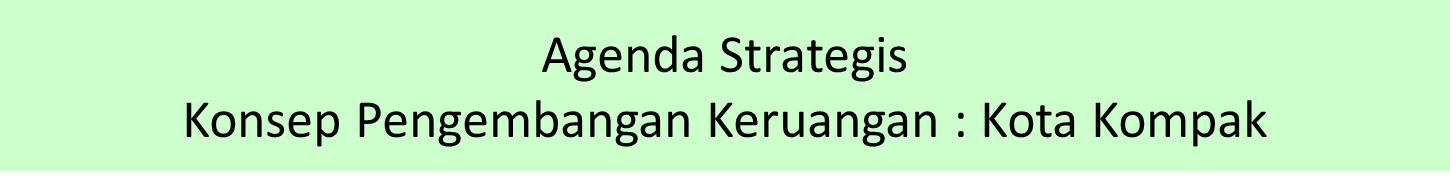 Agenda Strategis
Konsep Pengembangan Keruangan : Kota Kompak